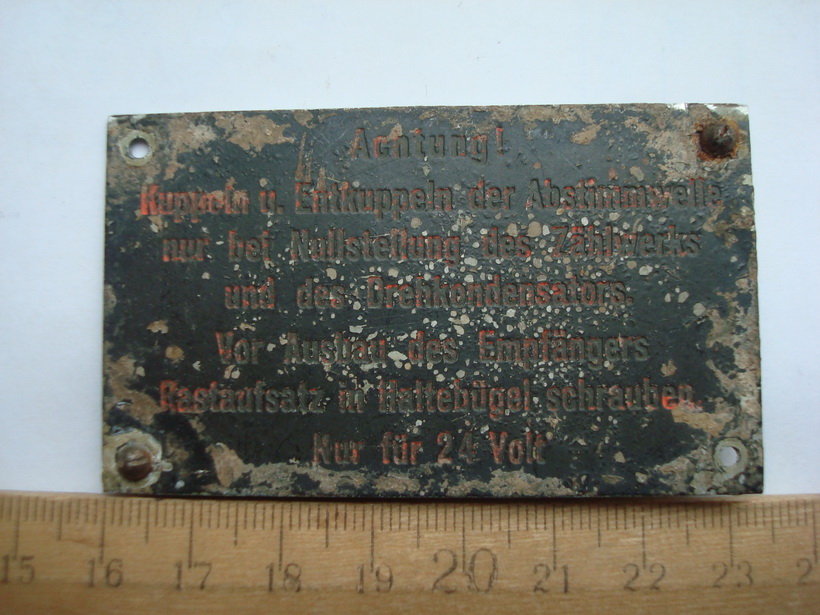 Achtung!
Kuppeln u. Entkuppeln der Abstimmwelle
nur bei Nullstellung des Zählwerks
und des Drehkondensators.
Vor Ausbau des Empfängers
Rastaufsatz in Haltebügel schrauben.
Nur für 24 Volt
15 16 17 18 19 20 21 22 23 2